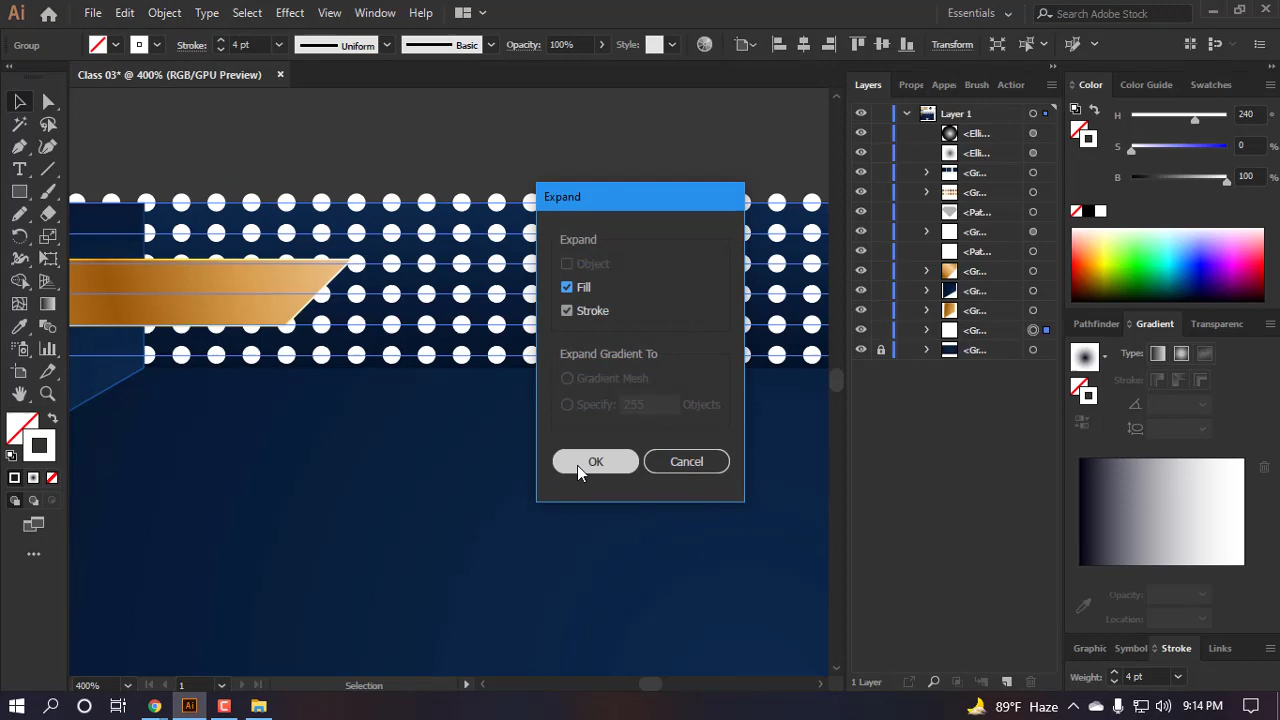 Ai File Edit Object Type Select Effect View Window Help Essentials Search Adobe Stock
Group Stroke: 4 pt Uniform Basic Opacity: 100% Style: Transform
Class 03* @ 400% (RGB/GPU Preview) ×
Layers Prope Appea Brush Action
Layer 1
<Elli...
<Elli...
<Gr...
<Gr...
<Pat...
<Gr...
<Pat...
<Gr...
<Gr...
<Gr...
<Gr...
<Gr...
Color Color Guide Swatches
H 240 °
S 0 %
B 100 %
Pathfinder Gradient Transparenc
Type:
Stroke:
Opacity:
Location:
Graphic Symbol Stroke Links
Weight: 4 pt
Expand
Expand
Object
Fill
Stroke
Expand Gradient To
Gradient Mesh
Specify: 255 Objects
OK Cancel
400% 1 Selection
1 Layer
Ai 89°F Haze 9:14 PM